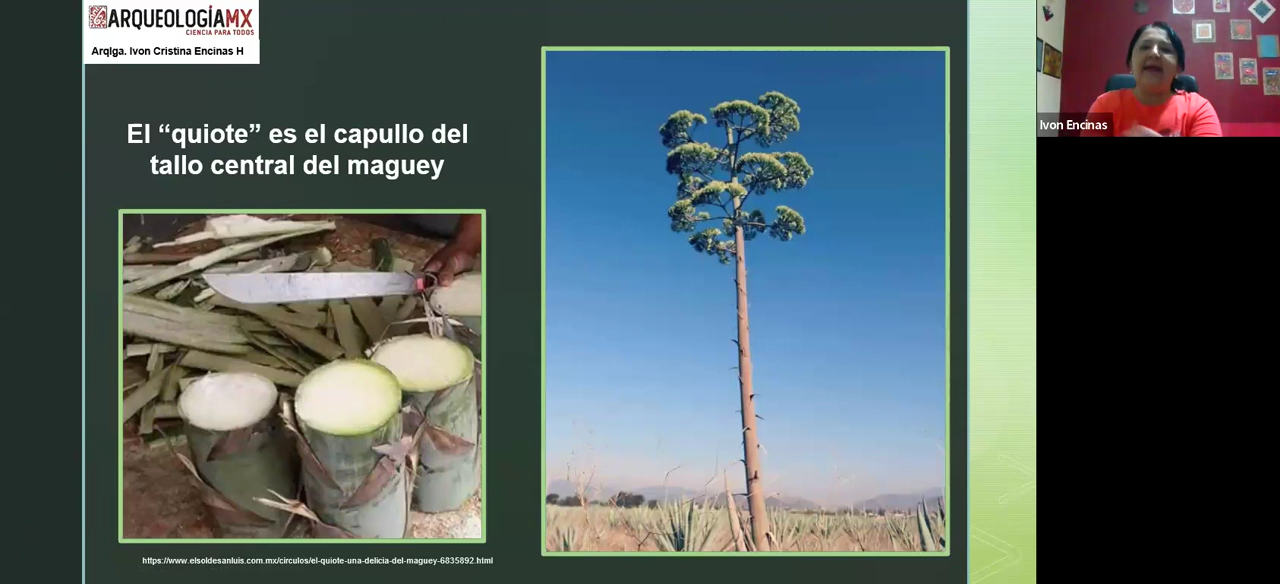 ARQUEOLOGÍAMX
CIENCIA PARA TODOS
Arqlga. Ivon Cristina Encinas H
El “quiote” es el capullo del
tallo central del maguey
https://www.elsoldesanluis.com.mx/circulos/el-quiote-una-delicia-del-maguey-6835892.html
Ivon Encinas